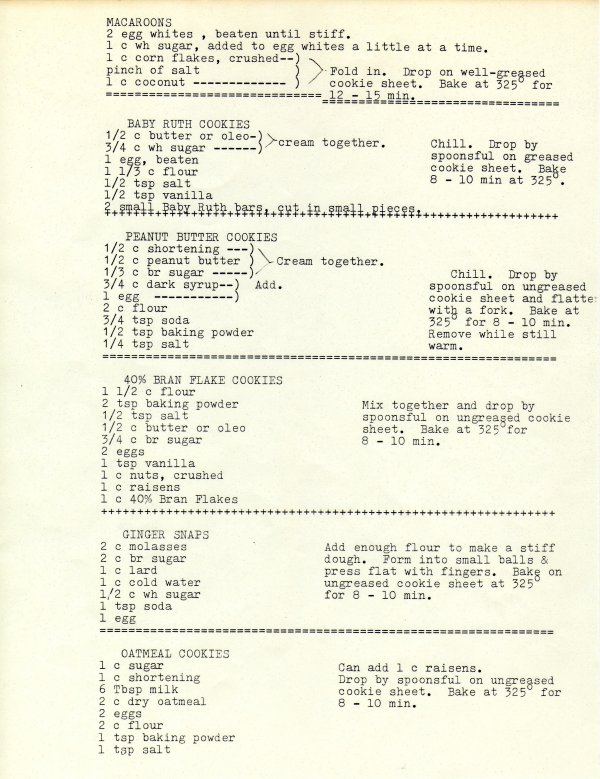 MACAROONS
2 egg whites , beaten until stiff.
1 c wh sugar, added to egg whites a little at a time.
1 c corn flakes, crushed--)
pinch of salt )
1 c coconut ------------- )
Fold in. Drop on well-greased
cookie sheet. Bake at 325° for
12 - 15 min.
BABY RUTH COOKIES
1/2 c butter or oleo-)
3/4 c wh sugar ------)
cream together.
1 egg, beaten
1 1/3 c flour
1/2 tsp salt
1/2 tsp vanilla
2 small Baby Ruth bars, cut in small pieces.
Chill. Drop by
spoonsful on greased
cookie sheet. Bake
8 - 10 min at 325°.
PEANUT BUTTER COOKIES
1/2 c shortening ---)
1/2 c peanut butter )
1/3 c br sugar -----)
Cream together.
3/4 c dark syrup--)
1 egg -----------)
Add.
2 c flour
3/4 tsp soda
1/2 tsp baking powder
1/4 tsp salt
Chill. Drop by
spoonsful on ungreased
cookie sheet and flatte
with a fork. Bake at
325° for 8 - 10 min.
Remove while still
warm.
40% BRAN FLAKE COOKIES
1 1/2 c flour
2 tsp baking powder
1/2 tsp salt
1/2 c butter or oleo
3/4 c br sugar
2 eggs
1 tsp vanilla
1 c nuts, crushed
1 c raisens
1 c 40% Bran Flakes
Mix together and drop by
spoonsful on ungreased cookie
sheet. Bake at 325° for
8 - 10 min.
GINGER SNAPS
2 c molasses
2 c br sugar
1 c lard
1 c cold water
1/2 c wh sugar
1 tsp soda
1 egg
Add enough flour to make a stiff
dough. Form into small balls &
press flat with fingers. Bake on
ungreased cookie sheet at 325°
for 8 - 10 min.
OATMEAL COOKIES
1 c sugar
1 c shortening
6 Tbsp milk
2 c dry oatmeal
2 eggs
2 c flour
1 tsp baking powder
1 tsp salt
Can add 1 c raisens.
Drop by spoonsful on ungreased
cookie sheet. Bake at 325° for
8 - 10 min.